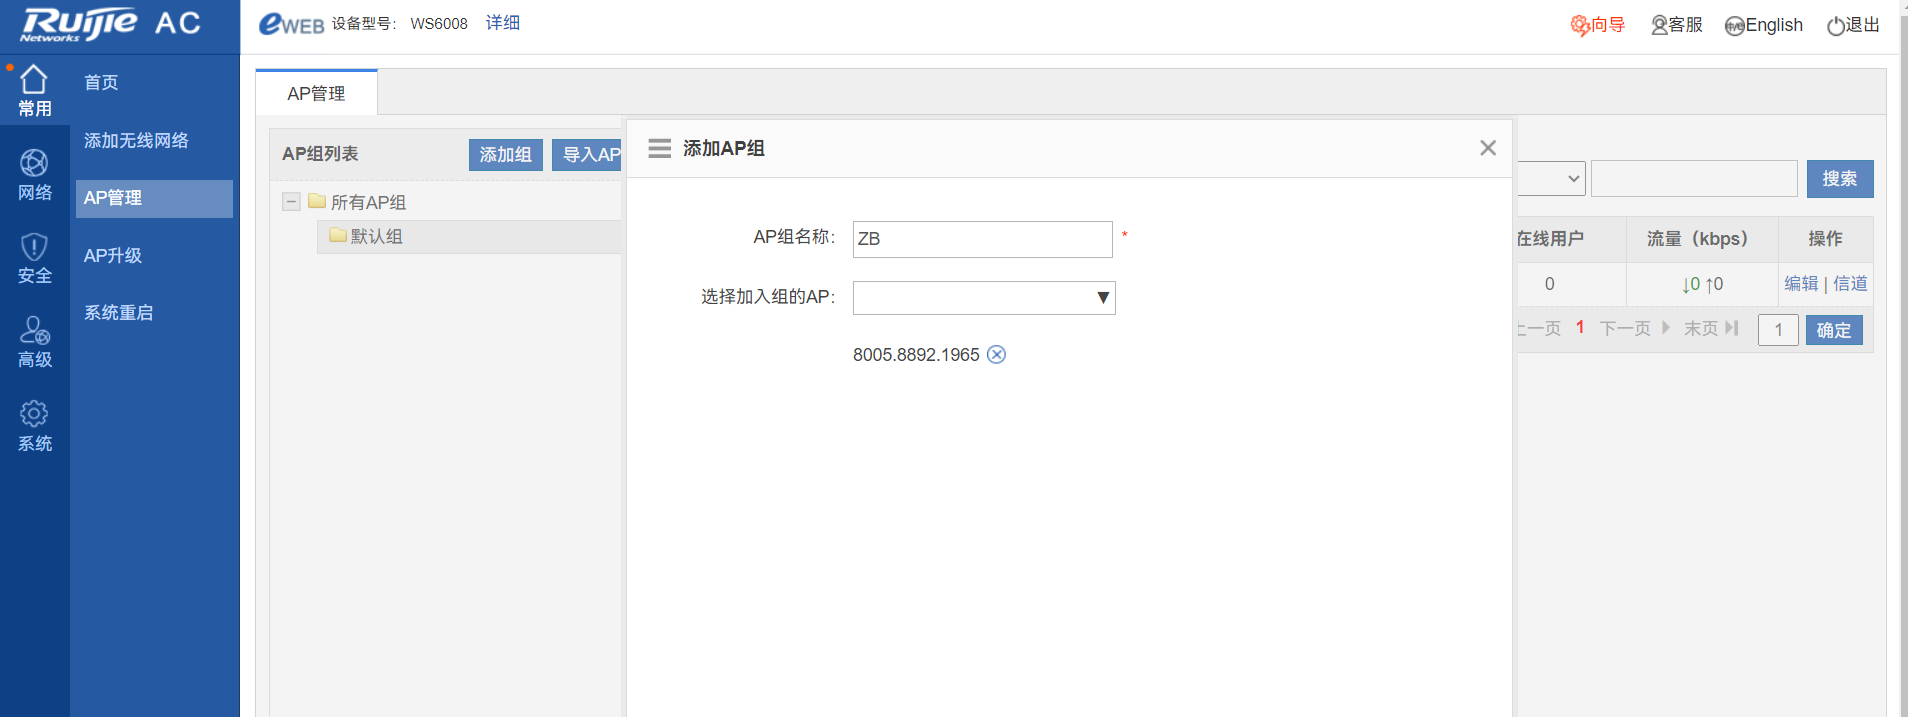 Ruijie Networks AC
eWEB 设备型号： WS6008 详细
向导 客服 English 退出
常用
网络
安全
高级
系统
首页
添加无线网络
AP管理
AP升级
系统重启
AP管理
AP组列表 添加组 导入AP
所有AP组
默认组
添加AP组
AP组名称： ZB *
选择加入组的AP：
8005.8892.1965
搜索
在线用户 流量（kbps） 操作
0 ↓0 ↑0 编辑 | 信道
上一页 1 下一页 末页 1 确定